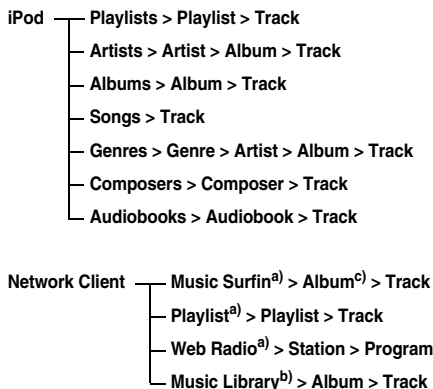 iPod Playlists > Playlist > Track
Artists > Artist > Album > Track
Albums > Album > Track
Songs > Track
Genres > Genre > Artist > Album > Track
Composers > Composer > Track
Audiobooks > Audiobook > Track
Network Client Music Surfin a) > Album c) > Track
Playlist a) > Playlist > Track
Web Radio a) > Station > Program
Music Library b) > Album > Track